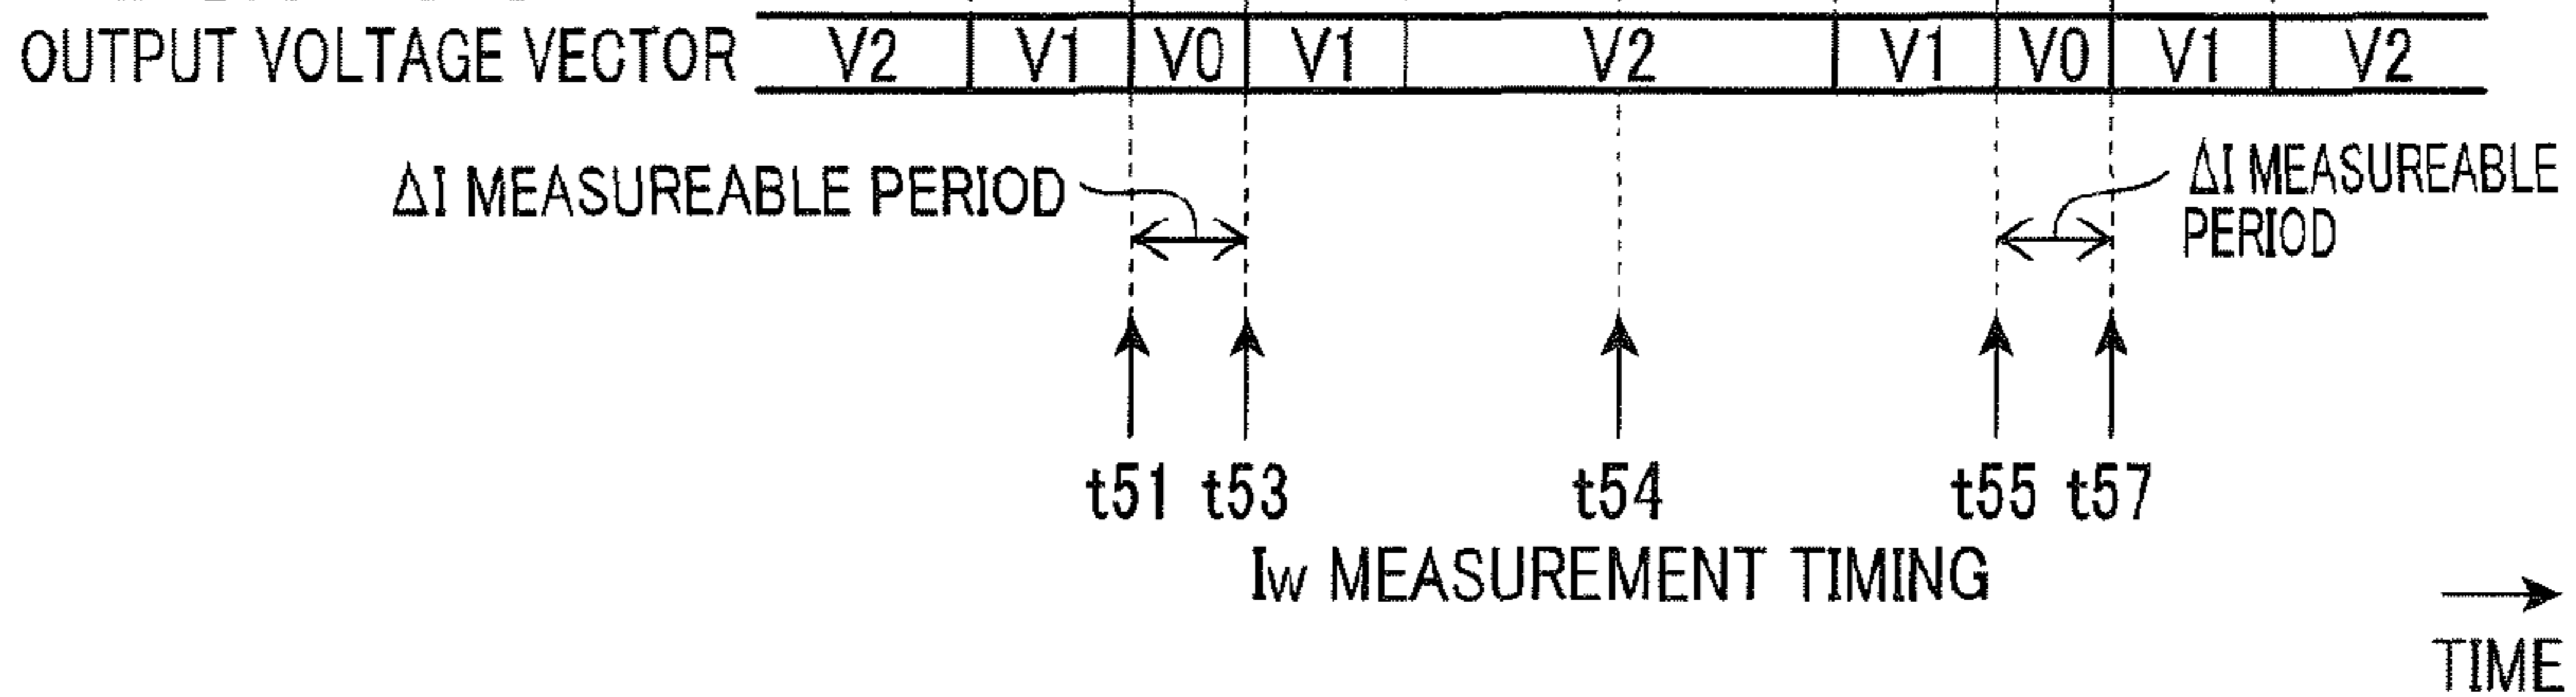 OUTPUT VOLTAGE VECTOR V2 V1 V0 V1 V2 V1 V0 V1 V2
ΔI MEASUREABLE PERIOD
ΔI MEASUREABLE
PERIOD
t51 t53 t54 t55 t57
Iw MEASUREMENT TIMING
TIME